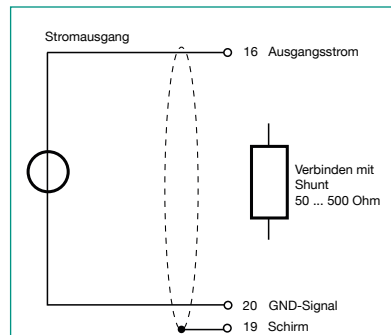 Stromausgang
16 Ausgangsstrom
Verbinden mit
Shunt
50 ... 500 Ohm
20 GND-Signal
19 Schirm